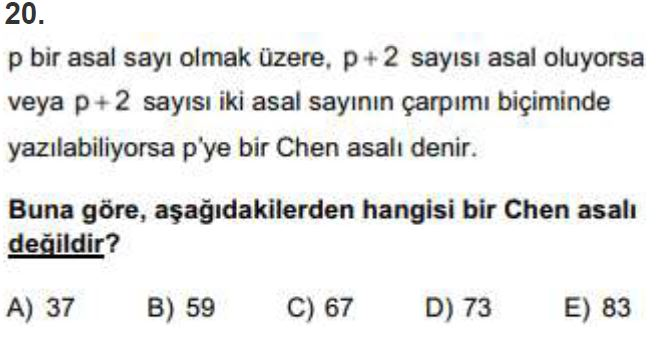 20.
p bir asal sayı olmak üzere, p + 2 sayısı asal oluyorsa
veya p + 2 sayısı iki asal sayının çarpımı biçiminde
yazılabiliyorsa p'ye bir Chen asalı denir.
Buna göre, aşağıdakilerden hangisi bir Chen asalı
değildir?
A) 37 B) 59 C) 67 D) 73 E) 83